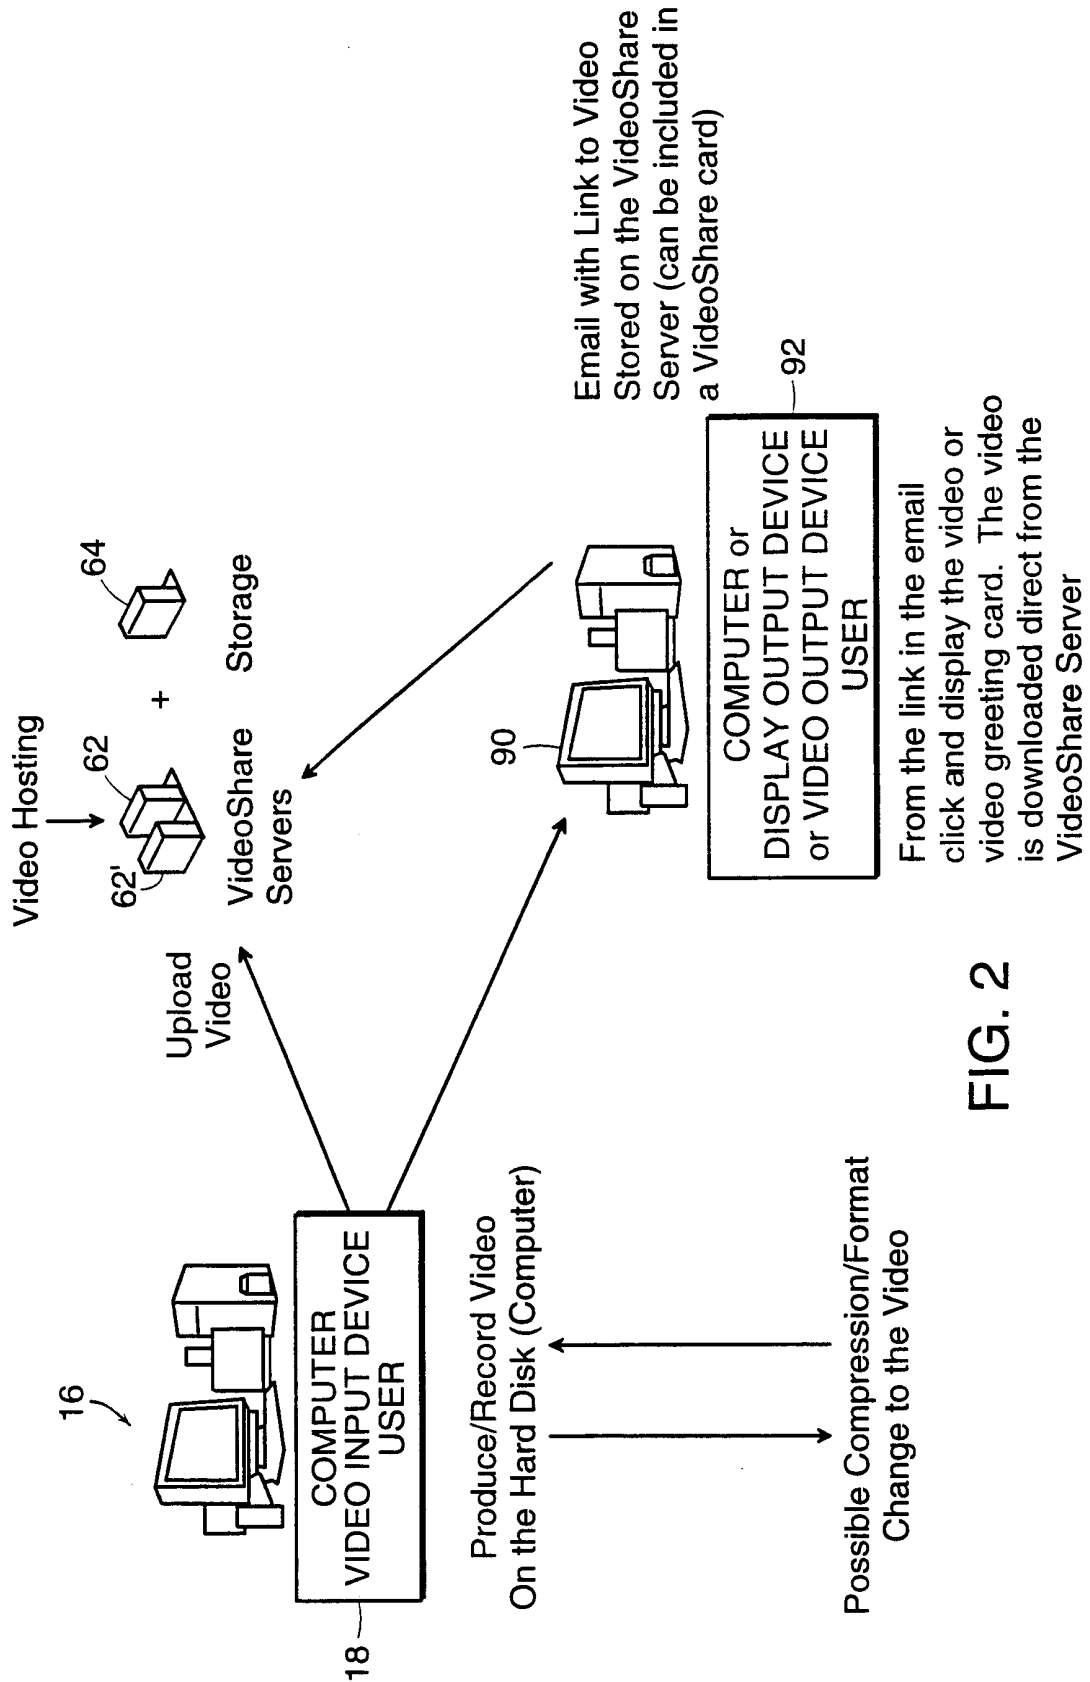 Video Hosting
62
62'
+
64
VideoShare
Servers
Storage
Upload
Video
16
COMPUTER
VIDEO INPUT DEVICE
USER
18
Produce/Record Video
On the Hard Disk (Computer)
Possible Compression/Format
Change to the Video
90
COMPUTER or
DISPLAY OUTPUT DEVICE
or VIDEO OUTPUT DEVICE
USER
92
Email with Link to Video
Stored on the VideoShare
Server (can be included in
a VideoShare card)
From the link in the email
click and display the video or
video greeting card. The video
is downloaded direct from the
VideoShare Server
FIG. 2